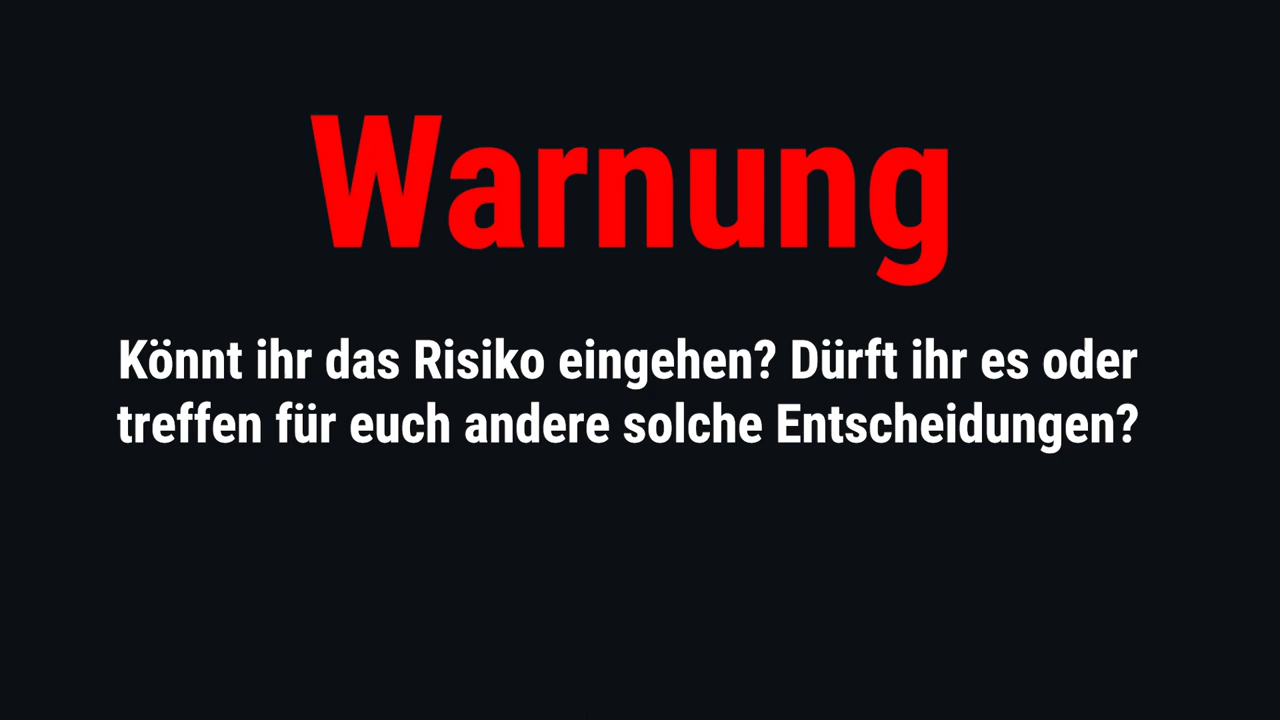 Warnung
Könnt ihr das Risiko eingehen? Dürft ihr es oder
treffen für euch andere solche Entscheidungen?